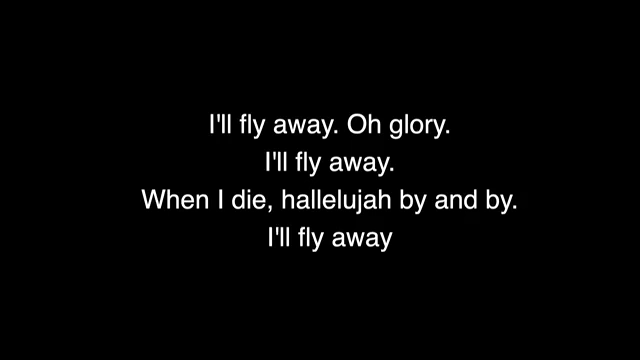 I'll fly away. Oh glory.
I'll fly away.
When I die, hallelujah by and by.
I'll fly away